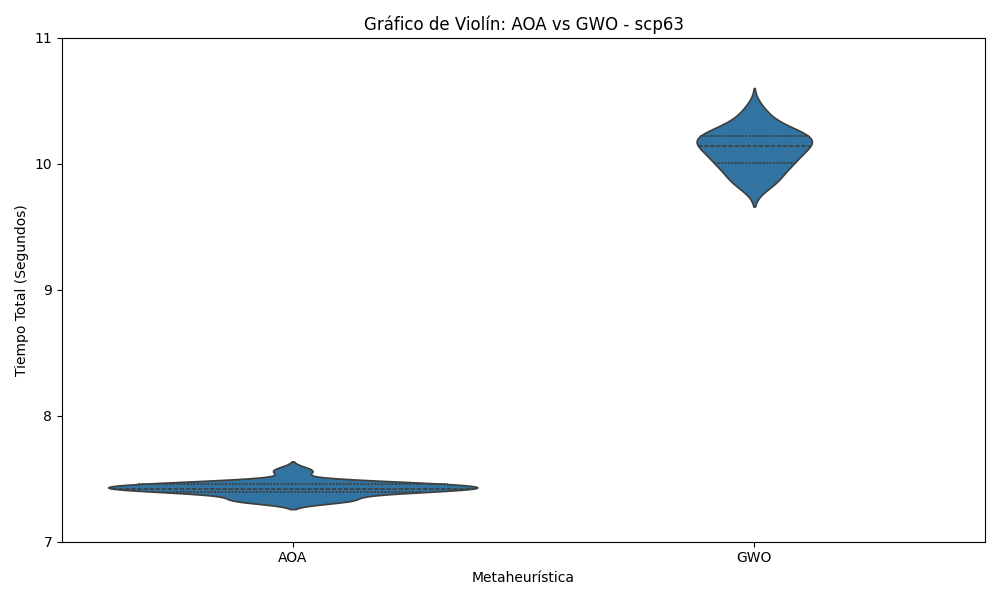 Gráfico de Violín: AOA vs GWO - scp63
11
10
9
8
7
Tiempo Total (Segundos)
AOA
GWO
Metaheurística